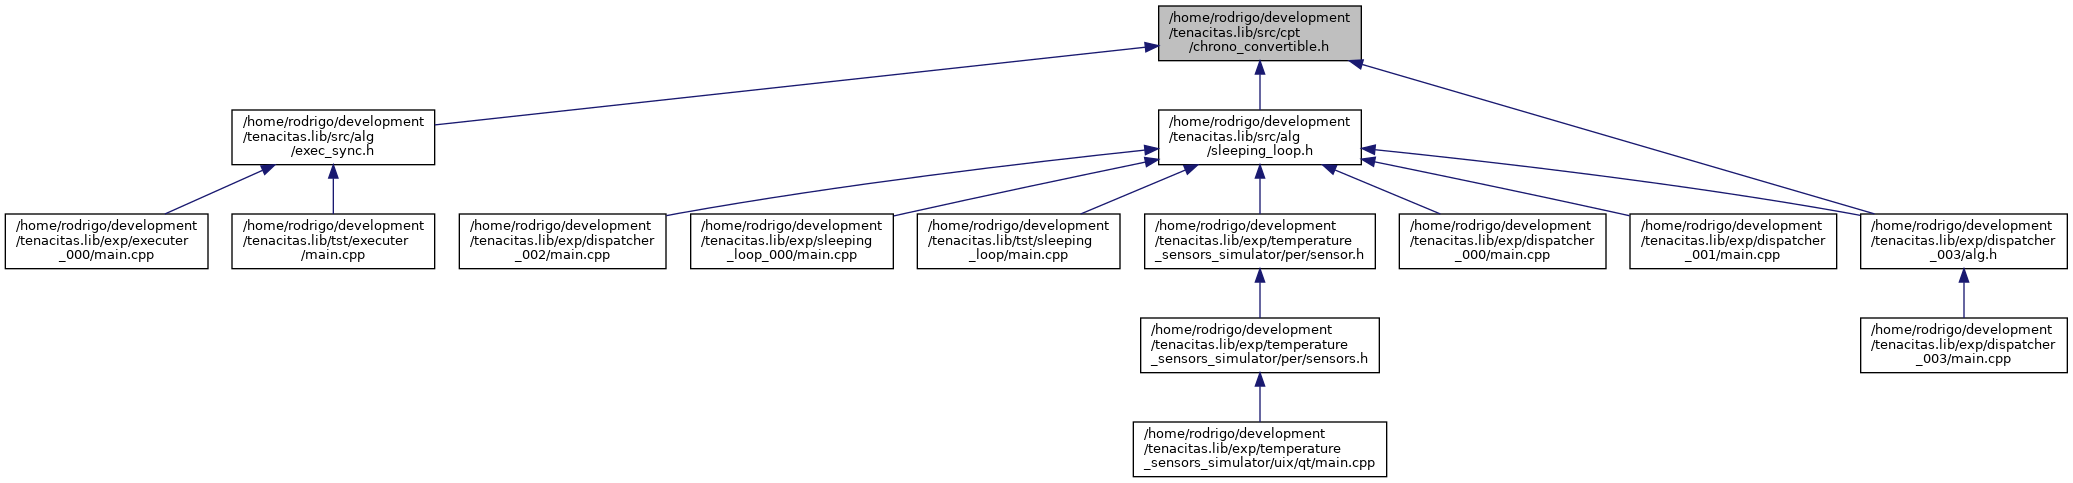 /home/rodrigo/development
/tenacitas.lib/src/cpt
/chrono_convertible.h
/home/rodrigo/development
/tenacitas.lib/src/alg
/exec_sync.h
/home/rodrigo/development
/tenacitas.lib/src/alg
/sleeping_loop.h
/home/rodrigo/development
/tenacitas.lib/exp/executer
_000/main.cpp
/home/rodrigo/development
/tenacitas.lib/tst/executer
/main.cpp
/home/rodrigo/development
/tenacitas.lib/exp/dispatcher
_002/main.cpp
/home/rodrigo/development
/tenacitas.lib/exp/sleeping
_loop_000/main.cpp
/home/rodrigo/development
/tenacitas.lib/tst/sleeping
_loop/main.cpp
/home/rodrigo/development
/tenacitas.lib/exp/temperature
_sensors_simulator/per/sensor.h
/home/rodrigo/development
/tenacitas.lib/exp/dispatcher
_000/main.cpp
/home/rodrigo/development
/tenacitas.lib/exp/dispatcher
_001/main.cpp
/home/rodrigo/development
/tenacitas.lib/exp/dispatcher
_003/alg.h
/home/rodrigo/development
/tenacitas.lib/exp/temperature
_sensors_simulator/per/sensors.h
/home/rodrigo/development
/tenacitas.lib/exp/dispatcher
_003/main.cpp
/home/rodrigo/development
/tenacitas.lib/exp/temperature
_sensors_simulator/uix/qt/main.cpp